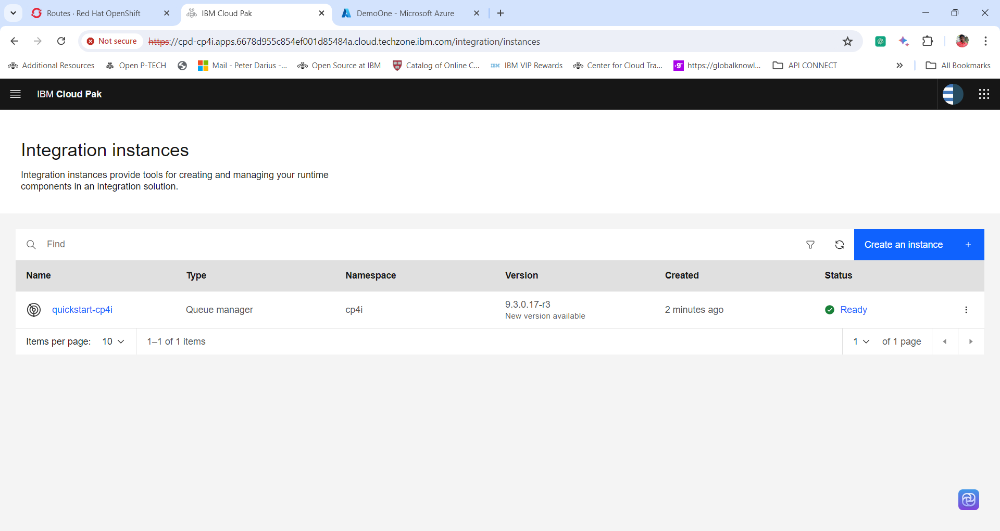 Routes · Red Hat OpenShift
IBM Cloud Pak
DemoOne - Microsoft Azure
Not secure
https://cpd-cp4i.apps.6678d955c854ef001d85484a.cloud.techzone.ibm.com/integration/instances
Additional Resources
Open P-TECH
Mail - Peter Darius -...
Open Source at IBM
Catalog of Online C...
IBM
IBM VIP Rewards
Center for Cloud Tra...
.g'
https://globalknowl...
API CONNECT
All Bookmarks
IBM Cloud Pak
Integration instances
Integration instances provide tools for creating and managing your runtime
components in an integration solution.
Find
Create an instance +
Name Type Namespace Version Created Status
quickstart-cp4i Queue manager cp4i 9.3.0.17-r3 2 minutes ago Ready
New version available
Items per page: 10 1–1 of 1 items 1 of 1 page